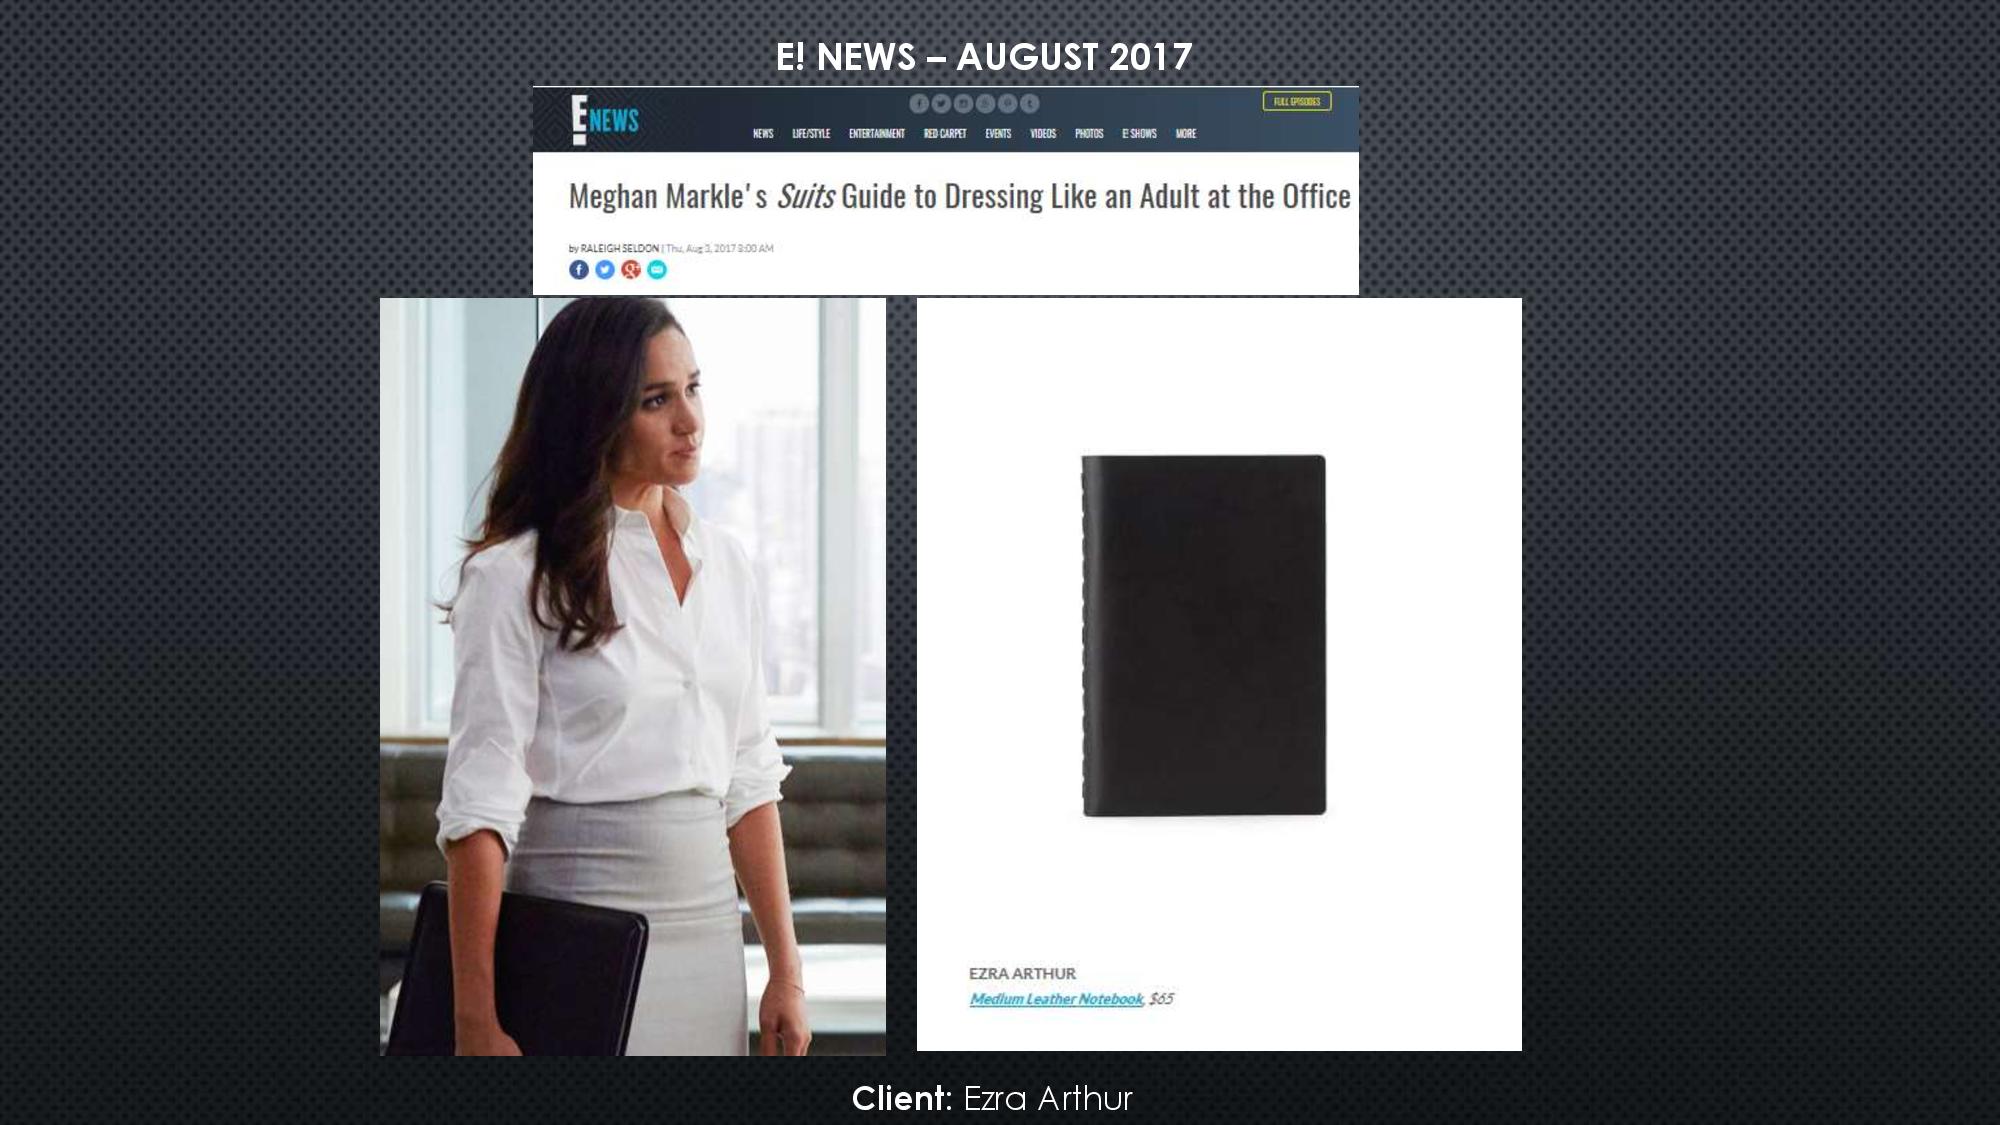 E! NEWS – AUGUST 2017
E! NEWS
FULL EPISODES
NEWS LIFE/STYLE ENTERTAINMENT RED CARPET EVENTS VIDEOS PHOTOS E! SHOWS MORE
Meghan Markle's Suits Guide to Dressing Like an Adult at the Office
by RALEIGH SELDON | Thu, Aug 3, 2017 8:00 AM
EZRA ARTHUR
Medium Leather Notebook, $65
Client: Ezra Arthur